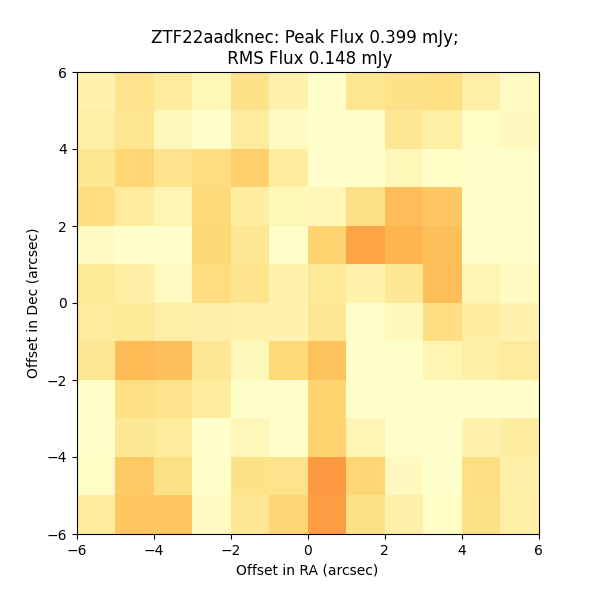 ZTF22aadknec: Peak Flux 0.399 mJy;
RMS Flux 0.148 mJy
6
4
2
0
−2
−4
−6
Offset in Dec (arcsec)
−6 −4 −2 0 2 4 6
Offset in RA (arcsec)